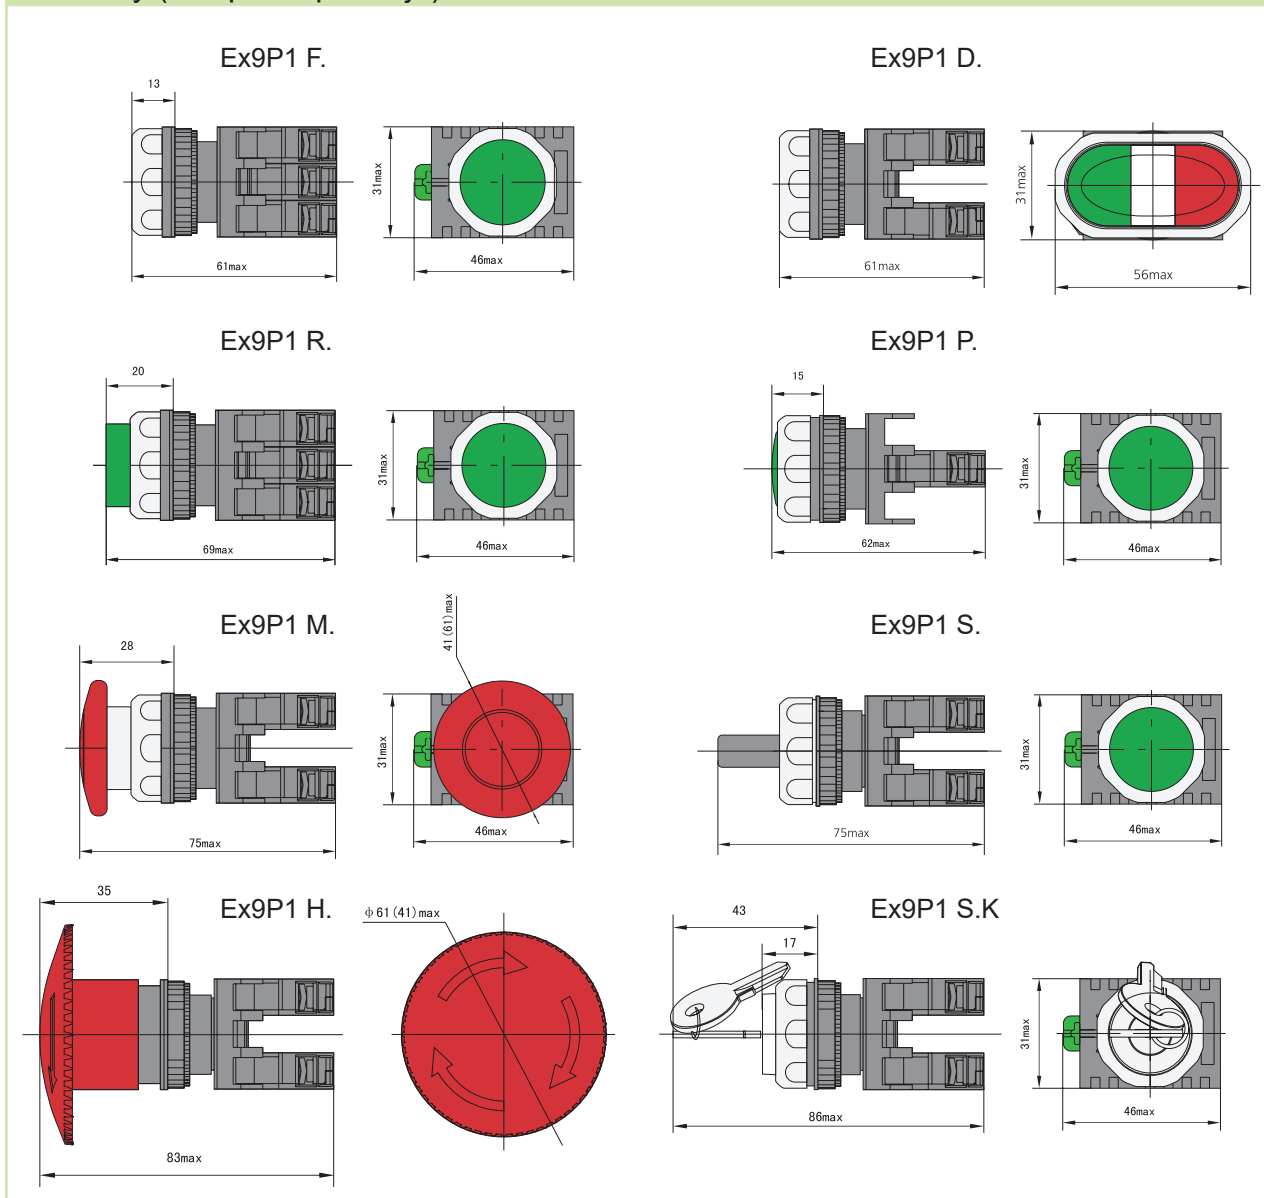 Ex9P1 F.
13
61max
31max
46max
Ex9P1 D.
61max
31max
56max
Ex9P1 R.
20
69max
31max
46max
Ex9P1 P.
15
62max
31max
46max
Ex9P1 M.
28
75max
41(61)max
31max
46max
Ex9P1 S.
75max
31max
46max
Ex9P1 H.
35
83max
ϕ61(41)max
Ex9P1 S.K
43
17
86max
31max
46max